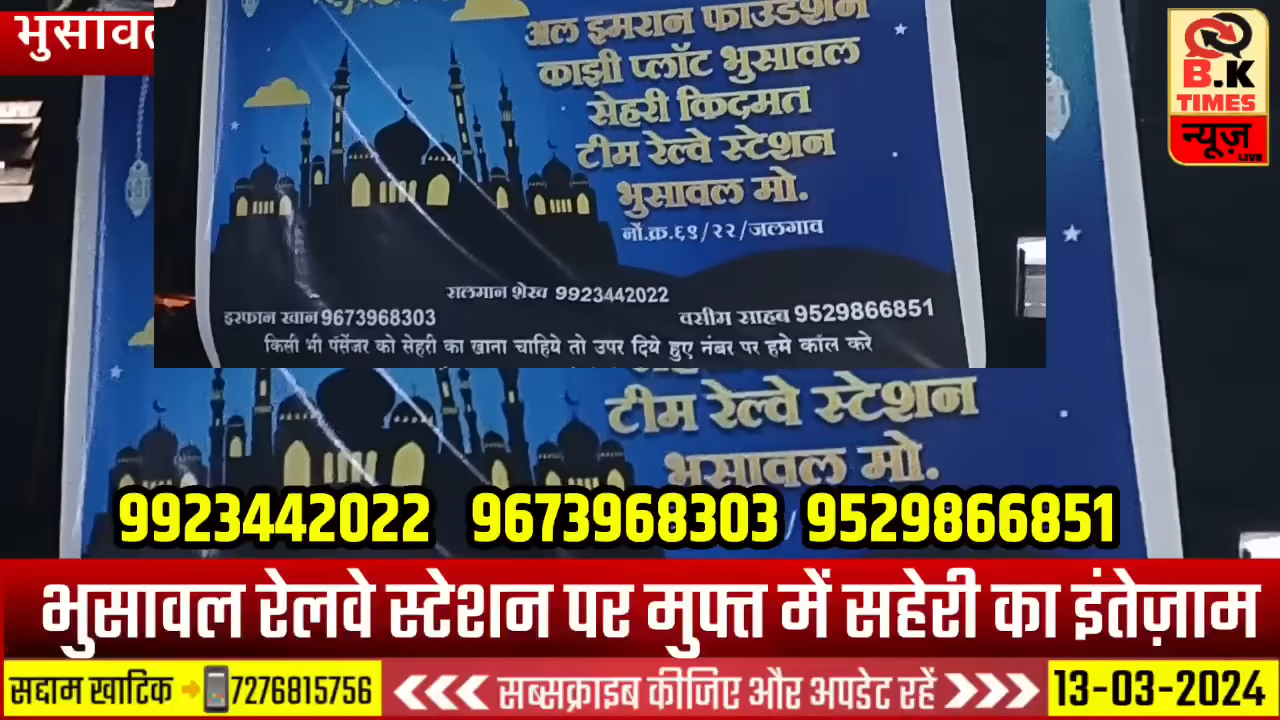 भुसावल
अल इमरान फाउंडेशन
काझी प्लॉट भुसावल
सेहरी किदमत
टीम रेल्वे स्टेशन
भुसावल मो.
नों.क्र.६९/२२/जलगाव
सलमान शेख 9923442022
इरफान खान 9673968303
वसीम साहब 9529866851
किसी भी पॅसेंजर को सेहरी का खाना चाहिये तो उपर दिये हुए नंबर पर हमे कॉल करे
B.K
TIMES
न्यूज़
LIVE
टीम रेल्वे स्टेशन
भुसावल मो.
9923442022 9673968303 9529866851
भुसावल रेलवे स्टेशन पर मुफ्त में सहेरी का इंतेज़ाम
सद्दाम खाटिक 7276815756
सब्सक्राइब कीजिए और अपडेट रहें
13-03-2024